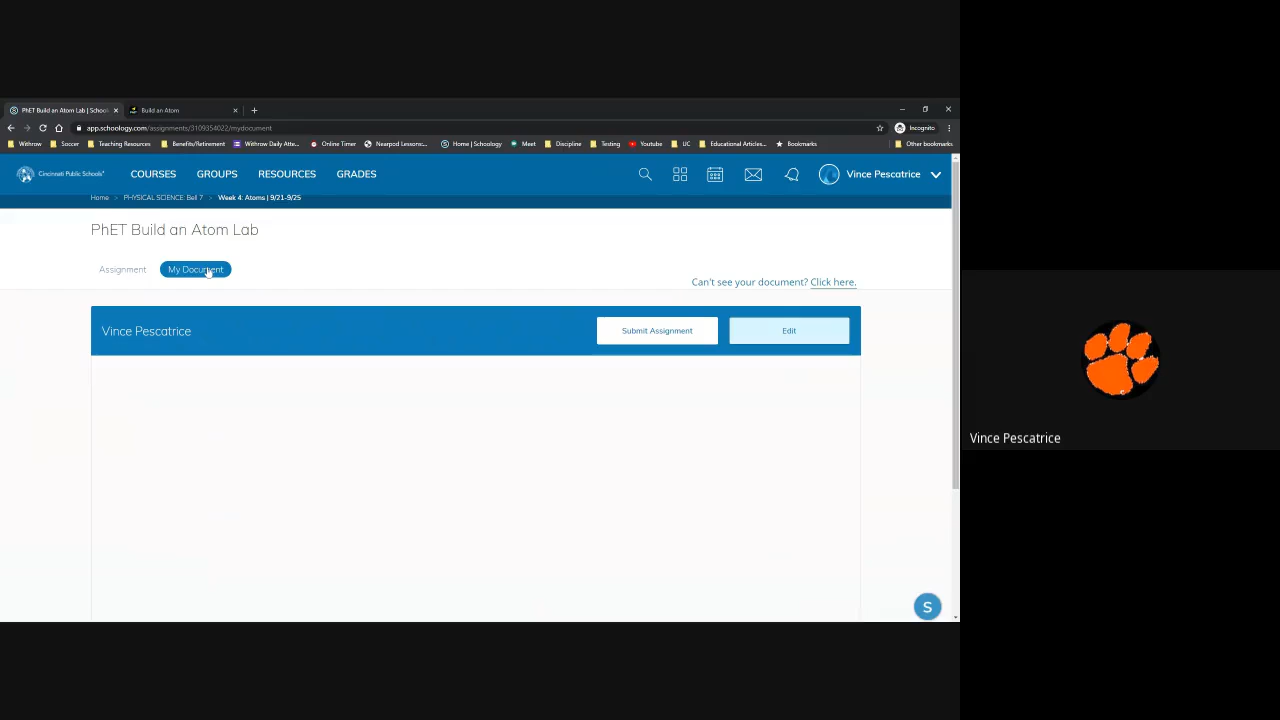 PhET Build an Atom Lab | Schoo
Build an Atom
app.schoology.com/assignments/3109354022/mydocument
Incognito
Withrow Soccer Teaching Resources Benefits/Retirement Withrow Daily Atte... Online Timer Nearpod Lessons:... Home | Schoology Meet Discipline Testing Youtube UC Educational Articles... Bookmarks Other bookmarks
Cincinnati Public Schools COURSES GROUPS RESOURCES GRADES Vince Pescatrice
Home > PHYSICAL SCIENCE: Bell 7 > Week 4: Atoms | 9/21-9/25
PhET Build an Atom Lab
Assignment My Document
Can't see your document? Click here.
Vince Pescatrice Submit Assignment Edit
S
Vince Pescatrice